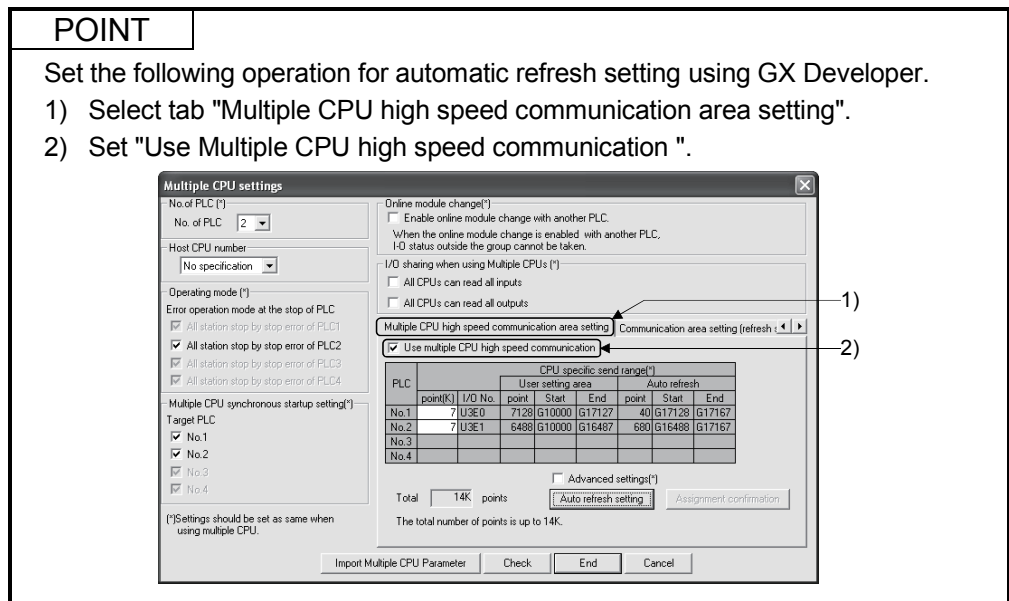 POINT
Set the following operation for automatic refresh setting using GX Developer.
1) Select tab "Multiple CPU high speed communication area setting".
2) Set "Use Multiple CPU high speed communication ".
Multiple CPU settings
No.of PLC (*)
No. of PLC 2
Host CPU number
No specification
Operating mode (*)
Error operation mode at the stop of PLC
All station stop by stop error of PLC1
All station stop by stop error of PLC2
All station stop by stop error of PLC3
All station stop by stop error of PLC4
Multiple CPU synchronous startup setting(*)
Target PLC
No.1
No.2
No.3
No.4
(*)Settings should be set as same when
using multiple CPU.
Online module change(*)
Enable online module change with another PLC.
When the online module change is enabled with another PLC,
I-O status outside the group cannot be taken.
I/O sharing when using Multiple CPUs (*)
All CPUs can read all inputs
All CPUs can read all outputs
1)
Multiple CPU high speed communication area setting Communication area setting (refresh s
Use multiple CPU high speed communication
2)
CPU specific send range(*)
PLC User setting area Auto refresh
point(K) I/O No. point Start End point Start End
No.1 7 U3E0 7128 G10000 G17127 40 G17128 G17167
No.2 7 U3E1 6488 G10000 G16487 680 G16488 G17167
No.3
No.4
Advanced settings(*)
Total 14K points Auto refresh setting Assignment confirmation
The total number of points is up to 14K.
Import Multiple CPU Parameter Check End Cancel